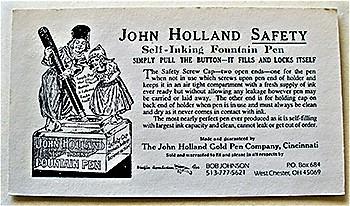 JOHN HOLLAND SAFETY
Self-Inking Fountain Pen
SIMPLY PULL THE BUTTON—IT FILLS AND LOCKS ITSELF
The Safety Screw Cap—two open ends—one for the pen
when not in use which screws upon pen end of holder and
keeps it in an air tight compartment with a fresh supply of ink
ever ready but without allowing any leakage however pen may
be carried or laid away. The other end is for holding cap on
back end of holder when pen is in use and must always be clean
and dry as it never comes in contact with ink.
The most nearly perfect pen ever produced as it is self-filling
with largest ink capacity and clean, cannot leak or get out of order.
Made and guaranteed by
The John Holland Gold Pen Company, Cincinnati
Sold and warranted to fit and please in all respects by
BOB JOHNSON
513-777-5621
P.O. Box 684
West Chester, OH 45069
JOHN HOLLAND
FOUNTAIN PEN